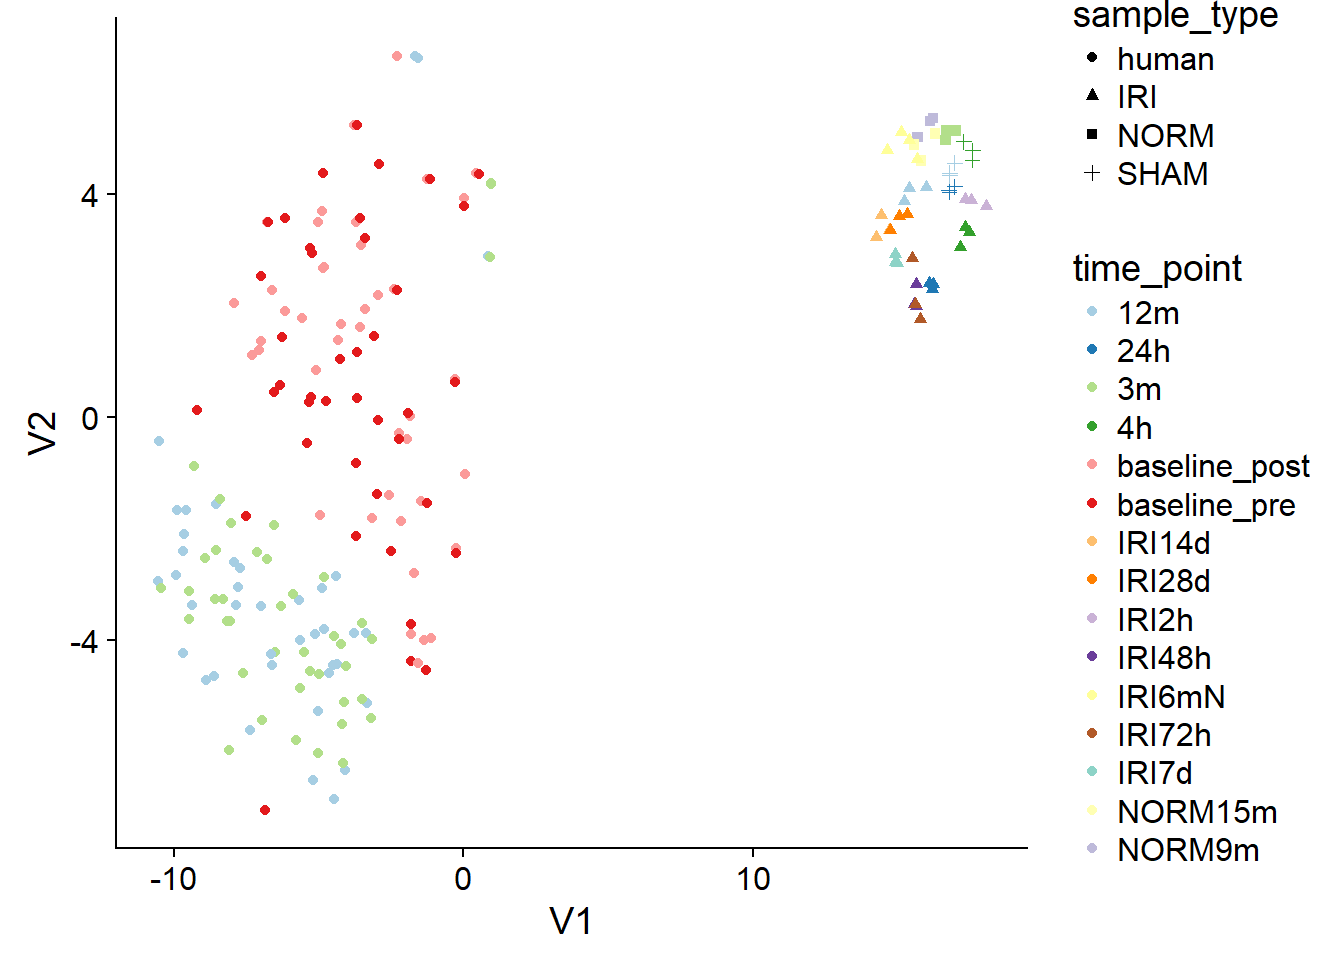 sample_type
human
IRI
NORM
SHAM
time_point
12m
24h
3m
4h
baseline_post
baseline_pre
IRI14d
IRI28d
IRI2h
IRI48h
IRI6mN
IRI72h
IRI7d
NORM15m
NORM9m
V2
4
0
-4
-10
0
10
V1